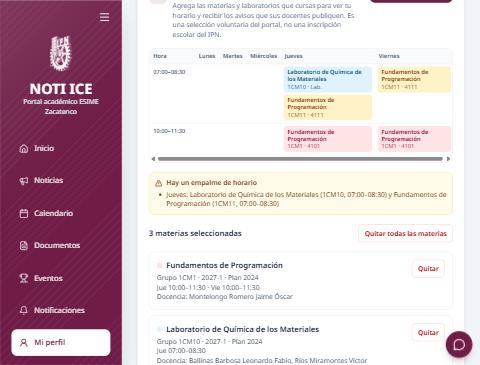 NOTI ICE
Portal académico ESIME
Zacatenco
Inicio
Noticias
Calendario
Documentos
Eventos
Notificaciones
Mi perfil
Agrega las materias y laboratorios que cursas para ver tu
horario y recibir los avisos que sus docentes publiquen. Es
una selección voluntaria del portal, no una inscripción
escolar del IPN.
Hora Lunes Martes Miércoles Jueves Viernes
07:00–08:30
Laboratorio de Química de
los Materiales
1CM10 · Lab.
Fundamentos de
Programación
1CM11 · 4111
Fundamentos de
Programación
1CM11 · 4111
10:00–11:30
Fundamentos de
Programación
1CM1 · 4101
Fundamentos de
Programación
1CM1 · 4101
Hay un empalme de horario
• Jueves: Laboratorio de Química de los Materiales (1CM10, 07:00–08:30) y Fundamentos de
Programación (1CM11, 07:00–08:30)
3 materias seleccionadas
Quitar todas las materias
Fundamentos de Programación
Quitar
Grupo 1CM1 · 2027-1 · Plan 2024
Jue 10:00–11:30 · Vie 10:00–11:30
Docencia: Montelongo Romero Jaime Óscar
Laboratorio de Química de los Materiales
Quitar
Grupo 1CM10 · 2027-1 · Plan 2024
Jue 07:00–08:30
Docencia: Ballinas Barbosa Leonardo Fabio, Ríos Miramontes Víctor